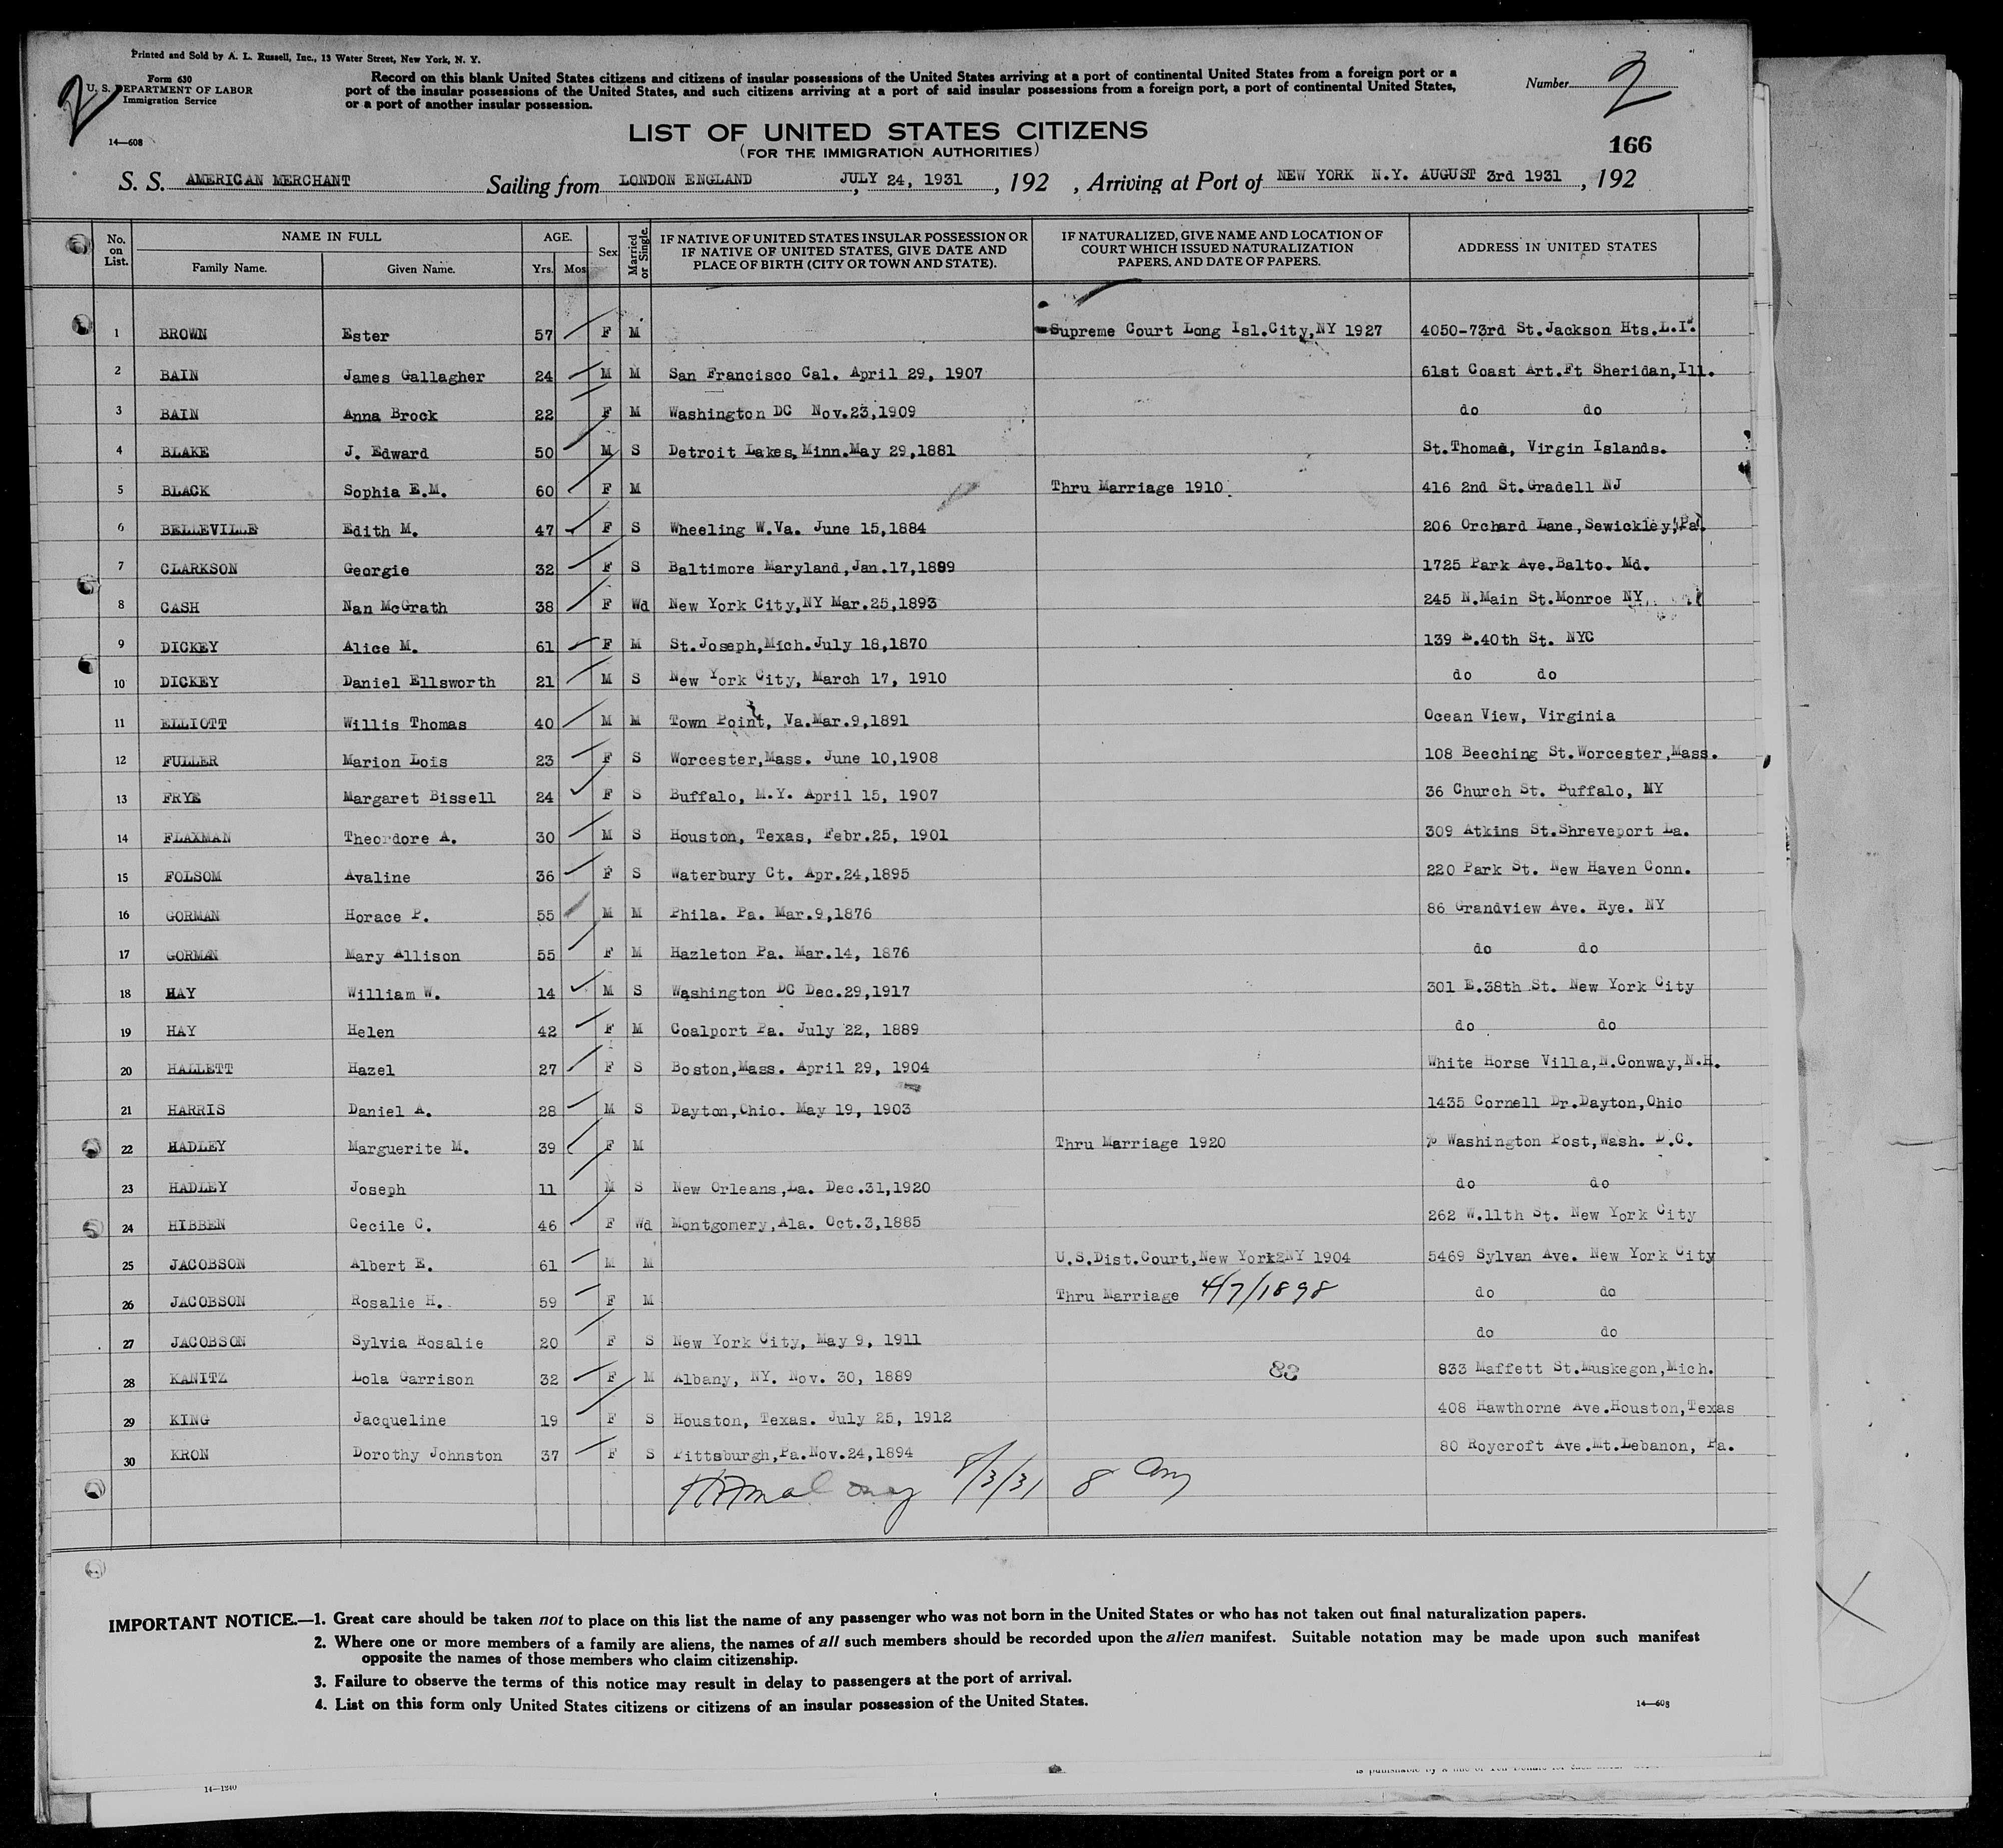 Printed and Sold by A. L. Russell, Inc., 13 Water Street, New York, N. Y.
Form 630
U. S. DEPARTMENT OF LABOR
Immigration Service
14—608
2
Record on this blank United States citizens and citizens of insular possessions of the United States arriving at a port of continental United States from a foreign port or a
port of the insular possessions of the United States, and such citizens arriving at a port of said insular possessions from a foreign port, a port of continental United States,
or a port of another insular possession.
Number 2
LIST OF UNITED STATES CITIZENS
(FOR THE IMMIGRATION AUTHORITIES)
166
S. S. AMERICAN MERCHANT Sailing from LONDON ENGLAND JULY 24, 1931, 192 , Arriving at Port of NEW YORK N.Y. AUGUST 3rd 1931, 192
No. on List. NAME IN FULL Family Name. Given Name. AGE. Yrs. Mos Sex Married or Single. IF NATIVE OF UNITED STATES INSULAR POSSESSION OR IF NATIVE OF UNITED STATES, GIVE DATE AND PLACE OF BIRTH (CITY OR TOWN AND STATE). IF NATURALIZED, GIVE NAME AND LOCATION OF COURT WHICH ISSUED NATURALIZATION PAPERS, AND DATE OF PAPERS. ADDRESS IN UNITED STATES
1 BROWN Ester 57 F M Supreme Court Long Isl.City,NY 1927 4050-73rd St.Jackson Hts.L.I.
2 BAIN James Gallagher 24 M M San Francisco Cal. April 29, 1907 61st Coast Art.Ft Sheridan,Ill.
3 BAIN Anna Brock 22 F M Washington DC Nov.23,1909 do do
4 BLAKE J. Edward 50 M S Detroit Lakes, Minn.May 29,1881 St.Thomas, Virgin Islands.
5 BLACK Sophia E.M. 60 F M Thru Marriage 1910. 416 2nd St.Gradell NJ
6 BELLEVILLE Edith M. 47 F S Wheeling W.Va. June 15,1884 206 Orchard Lane,Sewickley,Pa.
7 CLARKSON Georgie 32 F S Baltimore Maryland,Jan.17,1899 1725 Park Ave.Balto. Md.
8 CASH Nan McGrath 38 F Wd New York City,NY Mar.25,1893 245 N.Main St.Monroe NY
9 DICKEY Alice M. 61 F M St.Joseph,Mich.July 18,1870 139 E.40th St. NYC
10 DICKEY Daniel Ellsworth 21 M S New York City, March 17, 1910 do do
11 ELLIOTT Willis Thomas 40 M M Town Point, Va.Mar.9,1891 Ocean View, Virginia
12 FULLER Marion Lois 23 F S Worcester,Mass. June 10,1908 108 Beeching St.Worcester,Mass.
13 FRYE Margaret Bissell 24 F S Buffalo, M.Y. April 15, 1907 36 Church St. Buffalo, NY
14 FLAXMAN Theordore A. 30 M S Houston, Texas, Febr.25, 1901 309 Atkins St.Shreveport La.
15 FOLSOM Avaline 36 F S Waterbury Ct. Apr.24,1895 220 Park St. New Haven Conn.
16 GORMAN Horace P. 55 M M Phila. Pa. Mar.9,1876 86 Grandview Ave. Rye. NY
17 GORMAN Mary Allison 55 F M Hazleton Pa. Mar.14, 1876 do do
18 HAY William W. 14 M S Washington DC Dec.29,1917 301 E.38th St. New York City
19 HAY Helen 42 F M Coalport Pa. July 22, 1889 do do
20 HALLETT Hazel 27 F S Boston,Mass. April 29, 1904 White Horse Villa,N.Conway,N.H.
21 HARRIS Daniel A. 28 M S Dayton,Ohio. May 19, 1903 1435 Cornell Dr.Dayton,Ohio
22 HADLEY Marguerite M. 39 F M Thru Marriage 1920 % Washington Post,Wash. D.C.
23 HADLEY Joseph 11 M S New Orleans,La. Dec.31,1920 do do
24 HIBBEN Cecile C. 46 F Wd Montgomery,Ala. Oct.3,1885 262 W.11th St. New York City
25 JACOBSON Albert E. 61 M M U.S.Dist.Court,New York NY 1904 5469 Sylvan Ave. New York City
26 JACOBSON Rosalie H. 59 F M Thru Marriage 4/7/1898 do do
27 JACOBSON Sylvia Rosalie 20 F S New York City, May 9, 1911 do do
28 KANITZ Lola Garrison 32 F M Albany, NY. Nov. 30, 1889 83 833 Maffett St.Muskegon,Mich.
29 KING Jacqueline 19 F S Houston, Texas. July 25, 1912 408 Hawthorne Ave.Houston,Texas
30 KRON Dorothy Johnston 37 F S Pittsburgh,Pa.Nov.24,1894 80 Roycroft Ave.Mt.Lebanon, Pa.
8/3/31 8 am
IMPORTANT NOTICE.—1. Great care should be taken not to place on this list the name of any passenger who was not born in the United States or who has not taken out final naturalization papers.
2. Where one or more members of a family are aliens, the names of all such members should be recorded upon the alien manifest. Suitable notation may be made upon such manifest
opposite the names of those members who claim citizenship.
3. Failure to observe the terms of this notice may result in delay to passengers at the port of arrival.
4. List on this form only United States citizens or citizens of an insular possession of the United States.
14—608
14—1240